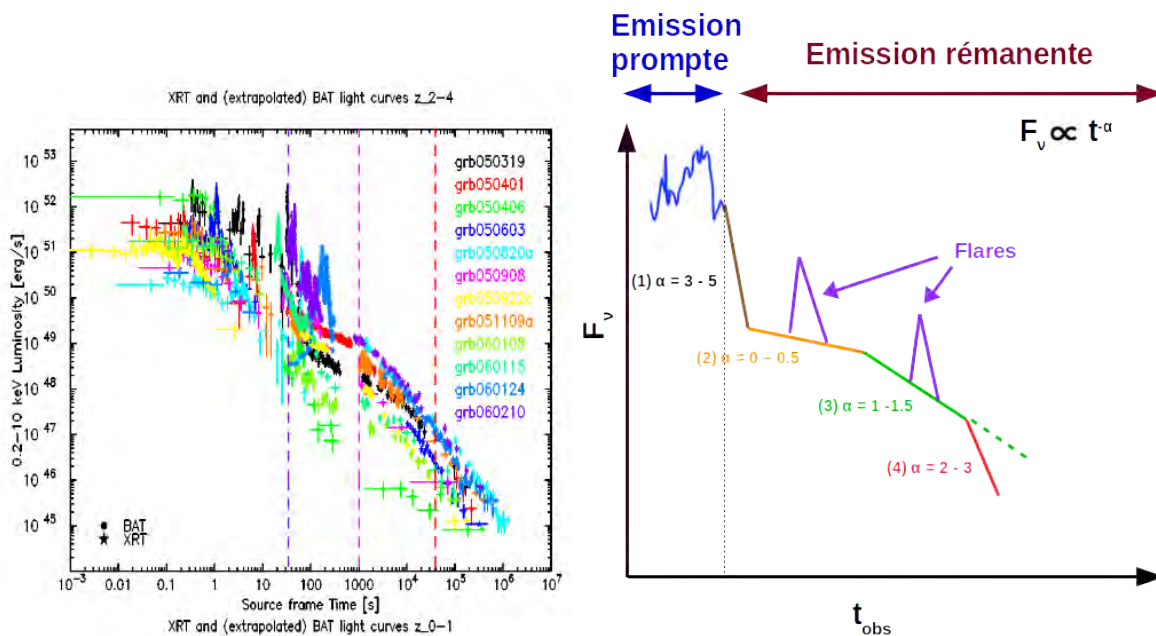 XRT and (extrapolated) BAT light curves z_2-4
10^53
10^52
10^51
10^50
10^49
10^48
10^47
10^46
10^45
0.2-10 keV Luminosity [erg/s]
grb050319
grb050401
grb050406
grb050603
grb050820a
grb050908
grb050922c
grb051109a
grb060108
grb060115
grb060124
grb060210
BAT
XRT
10^-3 0.01 0.1 1 10 100 1000 10^4 10^5 10^6 10^7
Source frame Time [s]
XRT and (extrapolated) BAT light curves z_0-1
Emission
prompte
Emission rémanente
F_ν ∝ t^-α
Flares
(1) α = 3 - 5
(2) α = 0 – 0.5
(3) α = 1 -1.5
(4) α = 2 - 3
F_ν
t_obs